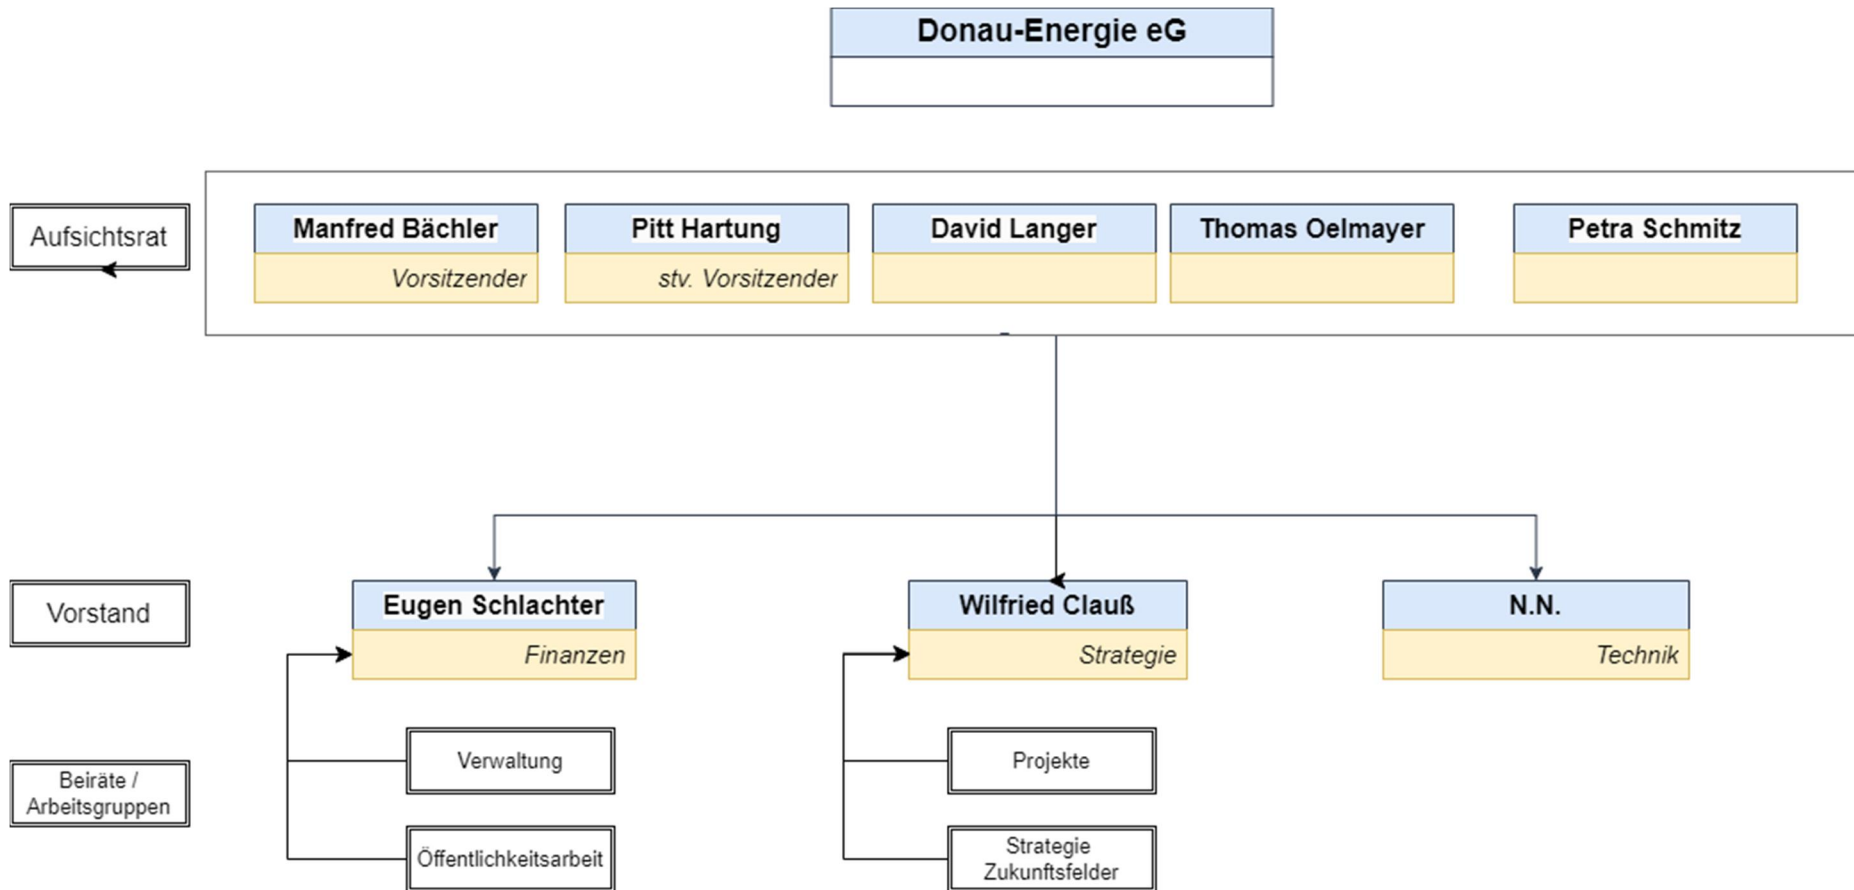 Donau-Energie eG
Aufsichtsrat
Manfred Bächler
Vorsitzender
Pitt Hartung
stv. Vorsitzender
David Langer
Thomas Oelmayer
Petra Schmitz
Vorstand
Eugen Schlachter
Finanzen
Wilfried Clauß
Strategie
N.N.
Technik
Beiräte /
Arbeitsgruppen
Verwaltung
Öffentlichkeitsarbeit
Projekte
Strategie
Zukunftsfelder